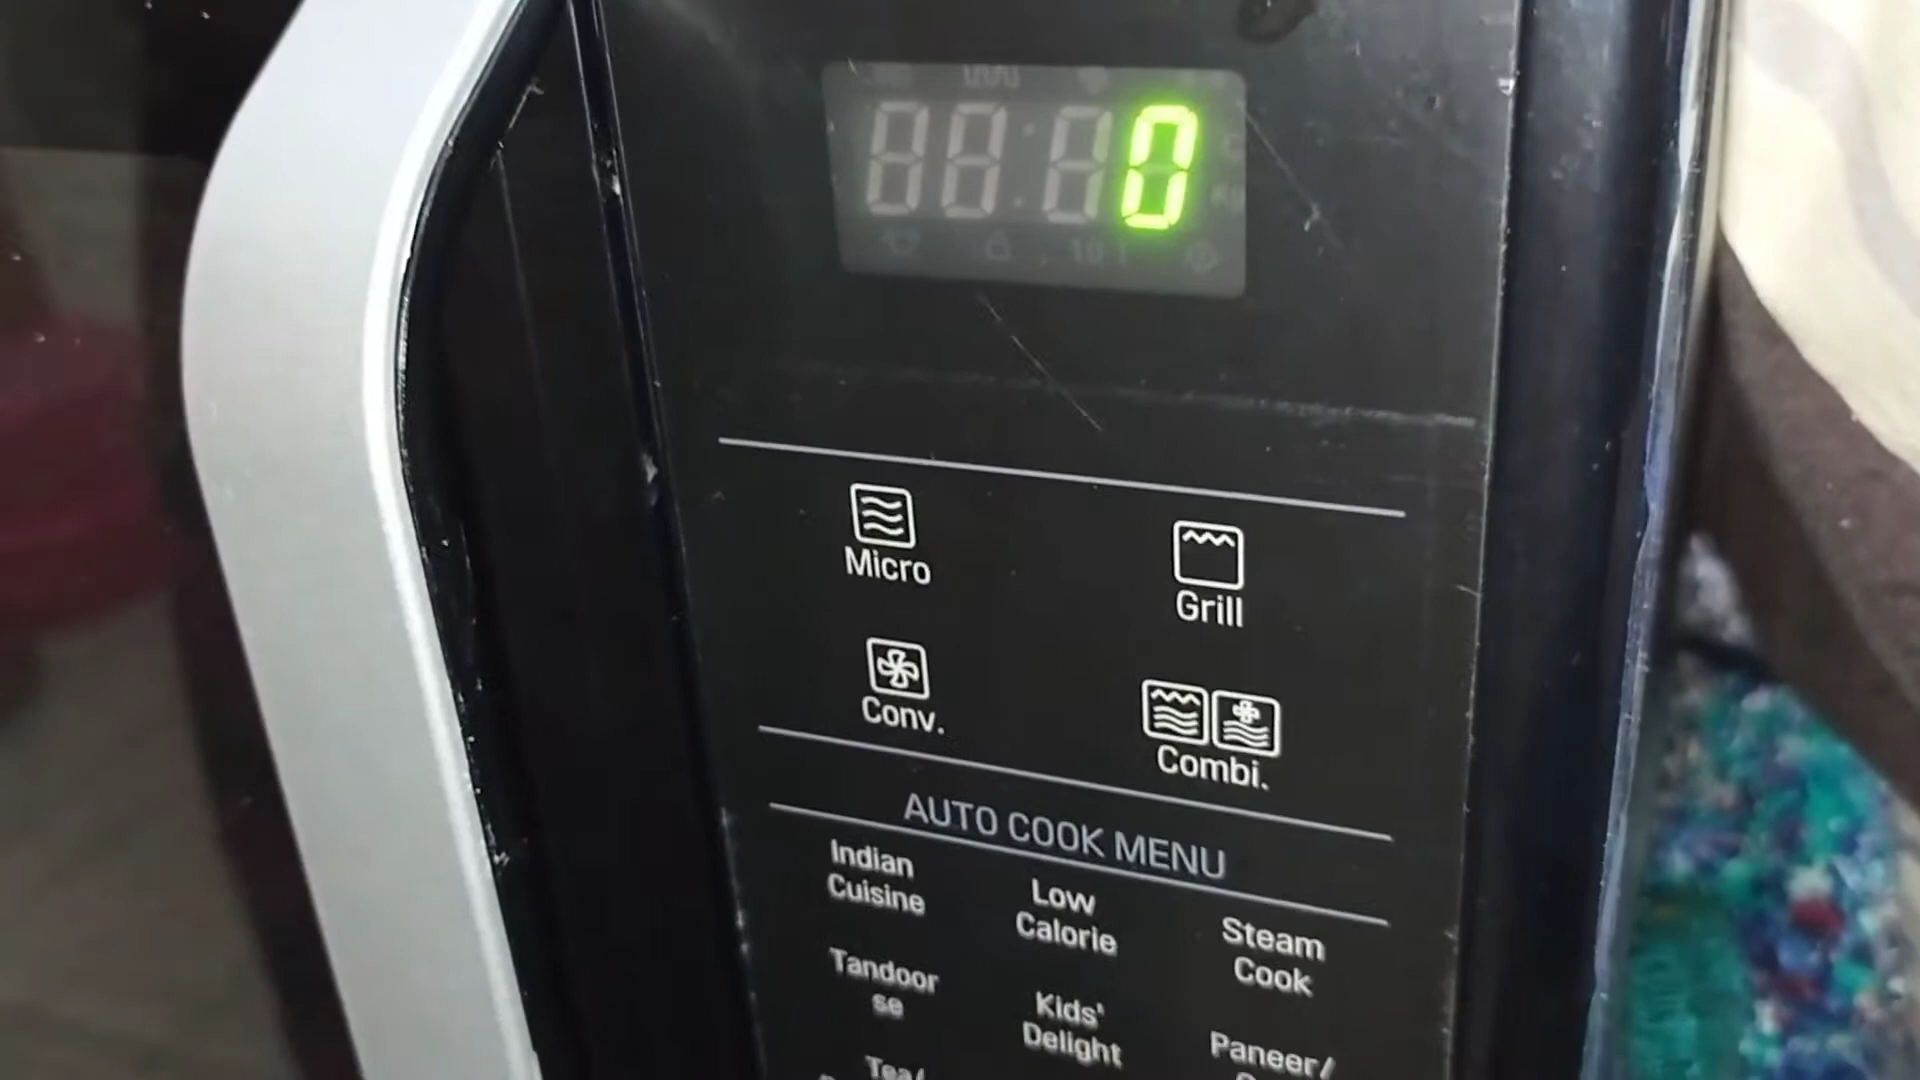 0
Micro
Grill
Conv.
Combi.
AUTO COOK MENU
Indian
Cuisine
Low
Calorie
Steam
Cook
Tandoor
se
Kids'
Delight
Paneer/
Tea/